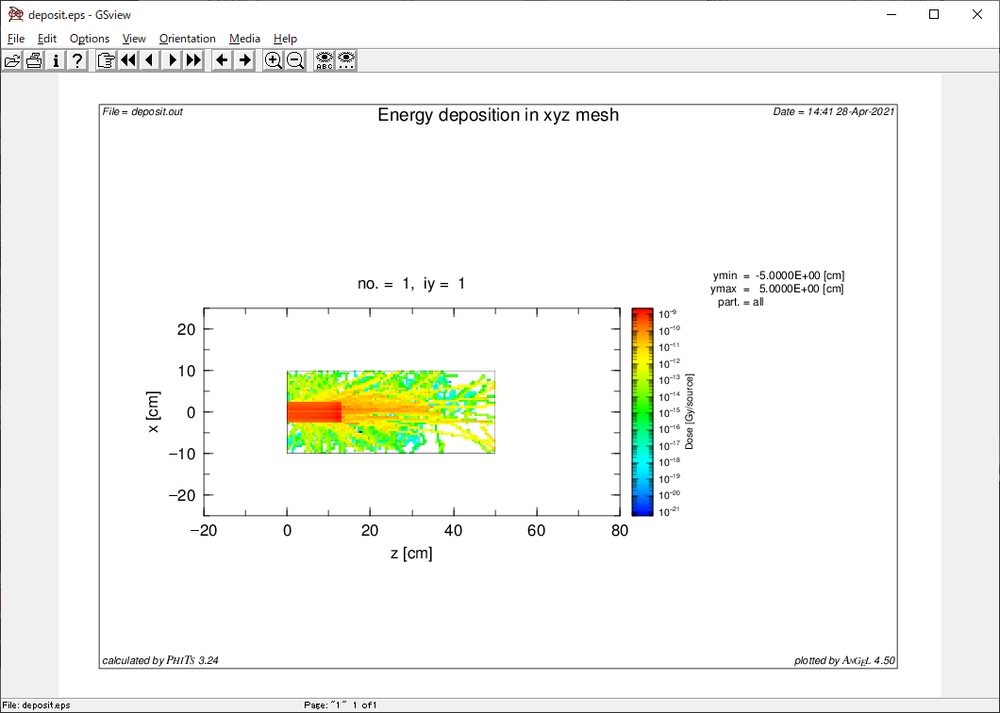 deposit.eps - GSview
File Edit Options View Orientation Media Help
i ? ABC
File = deposit.out
Energy deposition in xyz mesh
Date = 14:41 28-Apr-2021
no. = 1, iy = 1
ymin = -5.0000E+00 [cm]
ymax = 5.0000E+00 [cm]
part. = all
20
10
0
−10
−20
x [cm]
−20 0 20 40 60 80
z [cm]
10⁻⁹
10⁻¹⁰
10⁻¹¹
10⁻¹²
10⁻¹³
10⁻¹⁴
10⁻¹⁵
10⁻¹⁶
10⁻¹⁷
10⁻¹⁸
10⁻¹⁹
10⁻²⁰
10⁻²¹
Dose [Gy/source]
calculated by PHITS 3.24
plotted by ANGEL 4.50
File: deposit.eps
Page: "1" 1 of 1